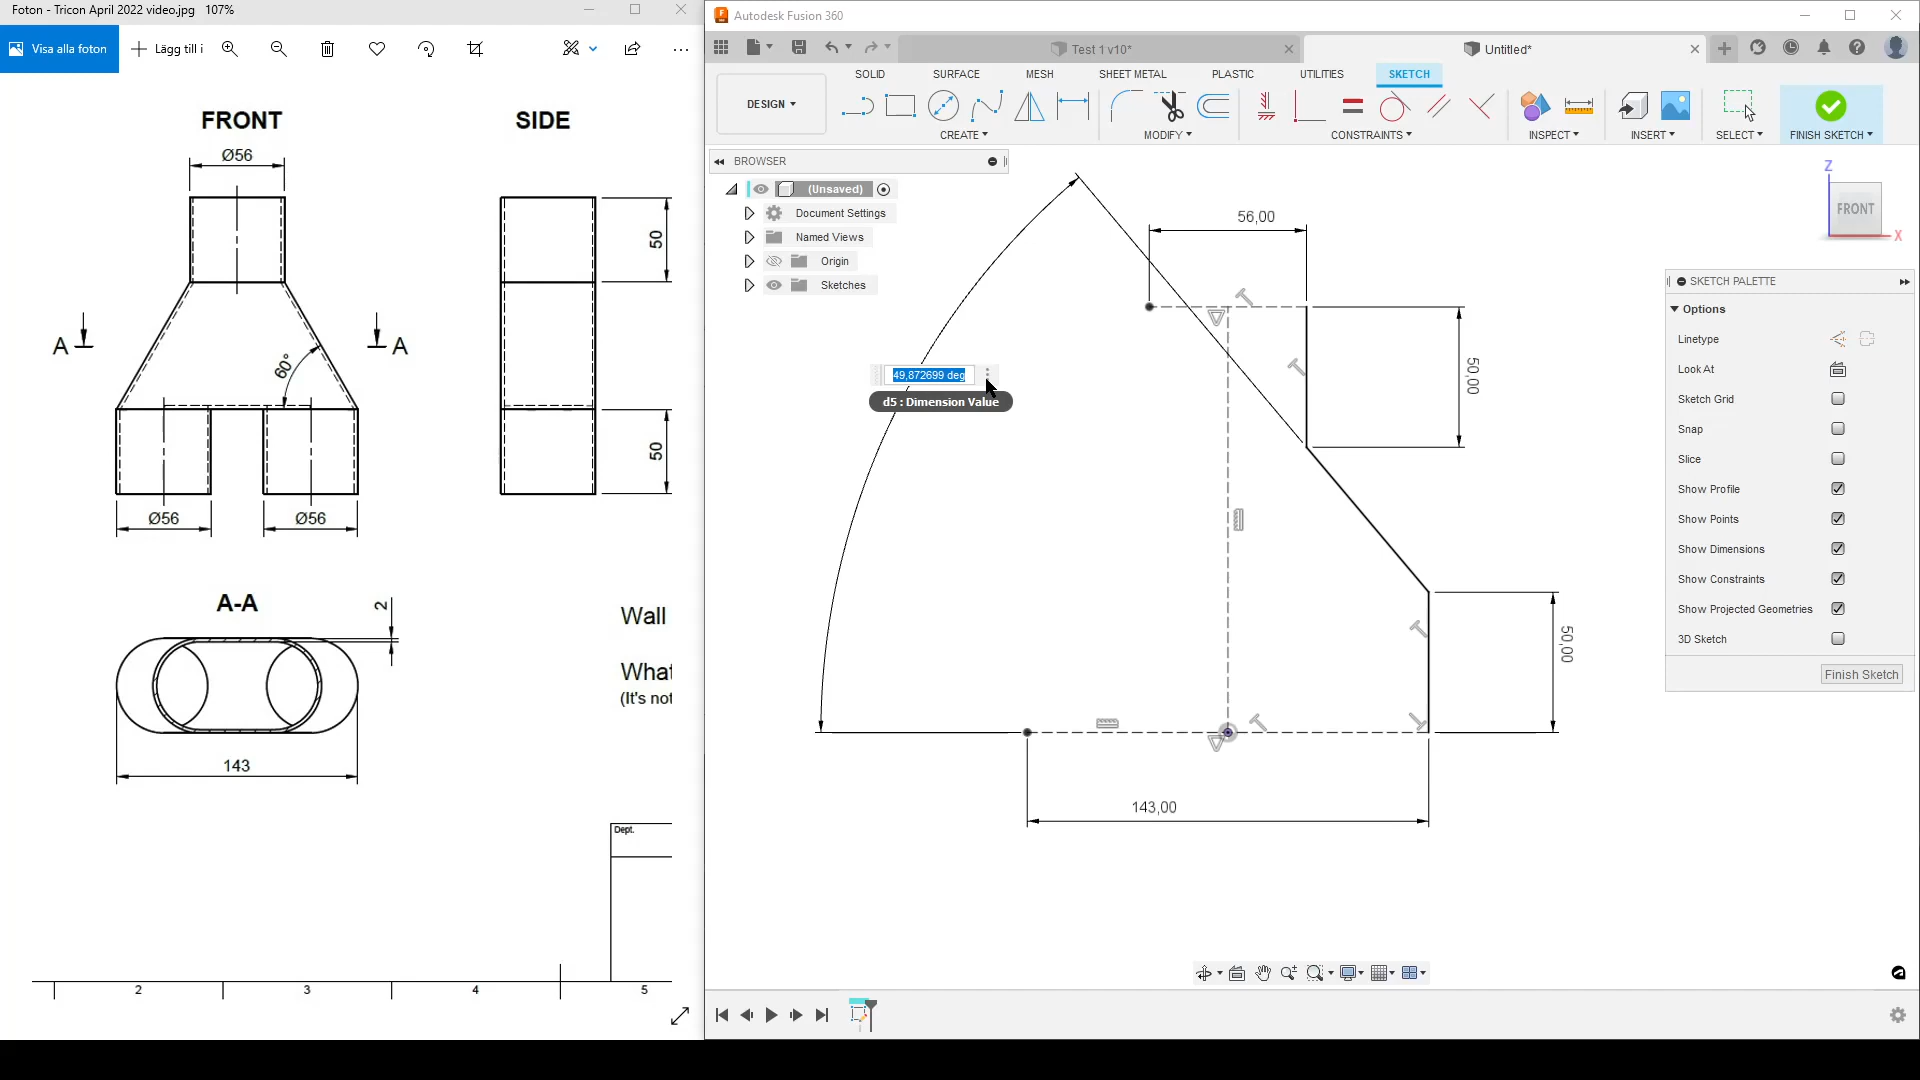 Foton - Tricon April 2022 video.jpg 107%
Visa alla foton
Lägg till i
FRONT
SIDE
Ø56
50
A
A
60°
50
Ø56
Ø56
A-A
2
Wall
What
(It's not
143
Dept.
2
3
4
5
Autodesk Fusion 360
Test 1 v10*
Untitled*
DESIGN
SOLID
SURFACE
MESH
SHEET METAL
PLASTIC
UTILITIES
SKETCH
CREATE
MODIFY
CONSTRAINTS
INSPECT
INSERT
SELECT
FINISH SKETCH
BROWSER
(Unsaved)
Document Settings
Named Views
Origin
Sketches
56,00
50,00
49,872699 deg
d5 : Dimension Value
50,00
143,00
Z
FRONT
X
SKETCH PALETTE
Options
Linetype
Look At
Sketch Grid
Snap
Slice
Show Profile
Show Points
Show Dimensions
Show Constraints
Show Projected Geometries
3D Sketch
Finish Sketch